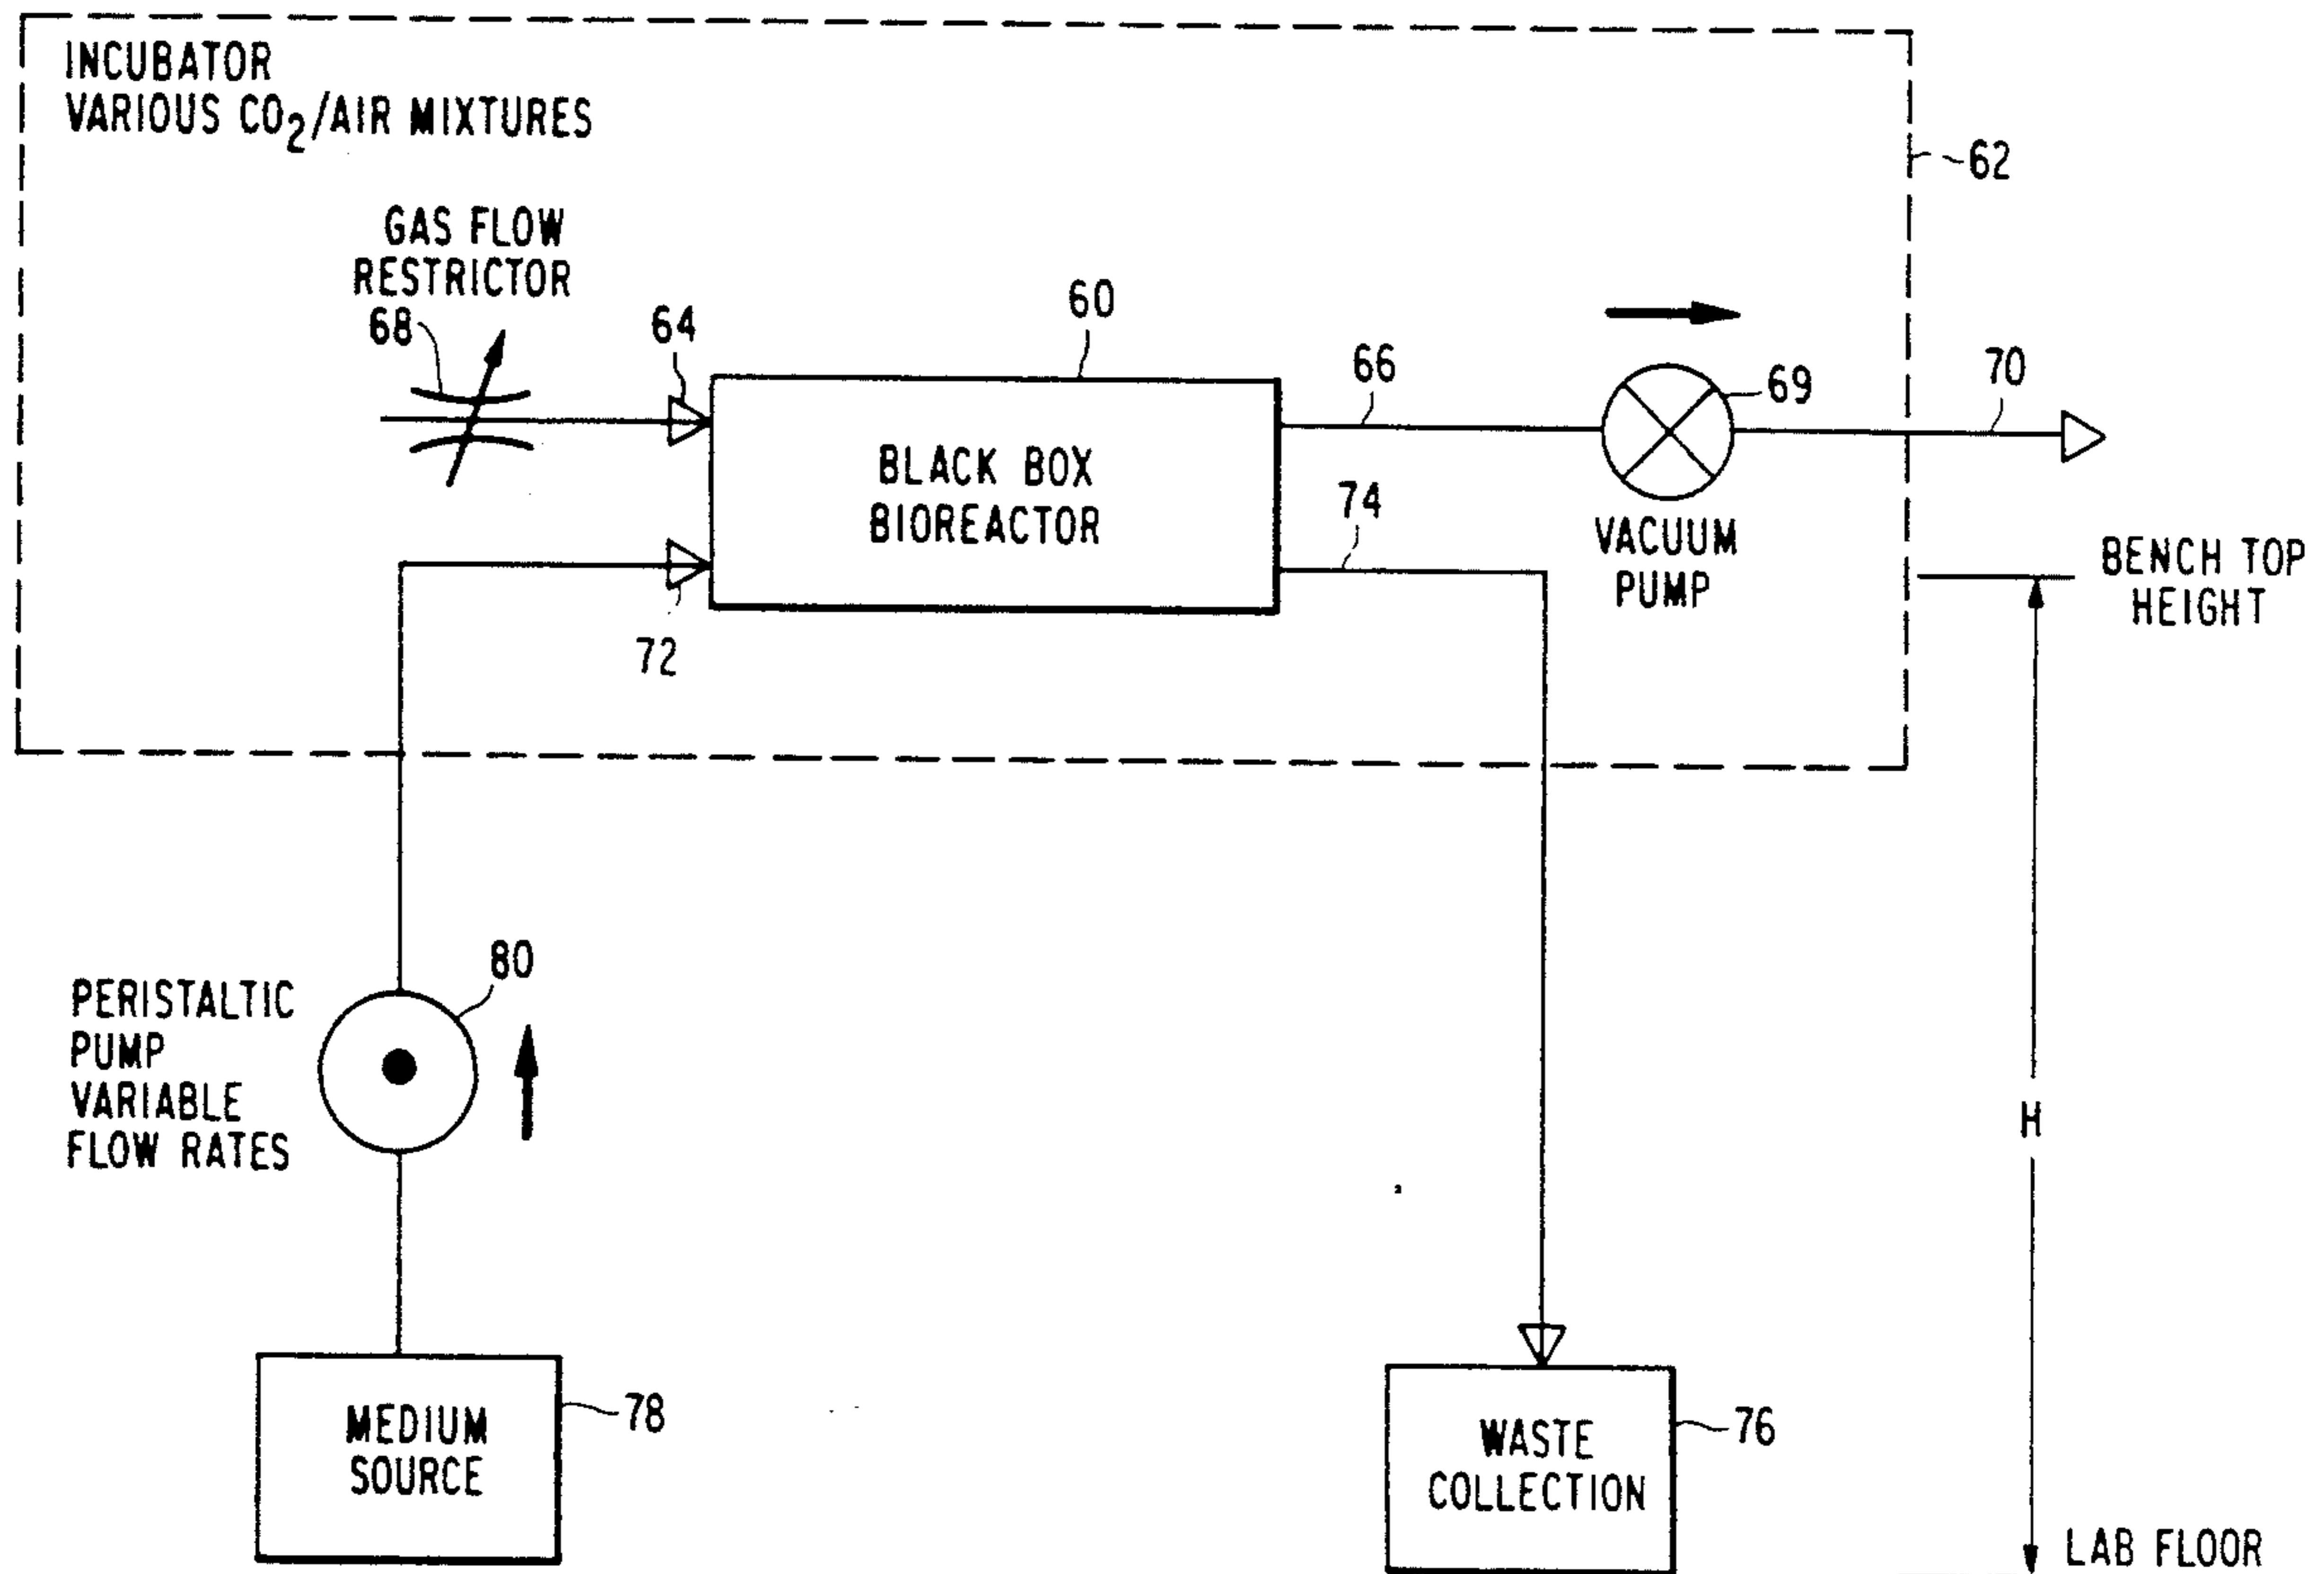 INCUBATOR
VARIOUS CO₂/AIR MIXTURES
62
GAS FLOW
RESTRICTOR
68
64
60
66
69
70
BLACK BOX
BIOREACTOR
74
VACUUM
PUMP
BENCH TOP
HEIGHT
72
80
PERISTALTIC
PUMP
VARIABLE
FLOW RATES
H
MEDIUM
SOURCE
78
WASTE
COLLECTION
76
LAB FLOOR